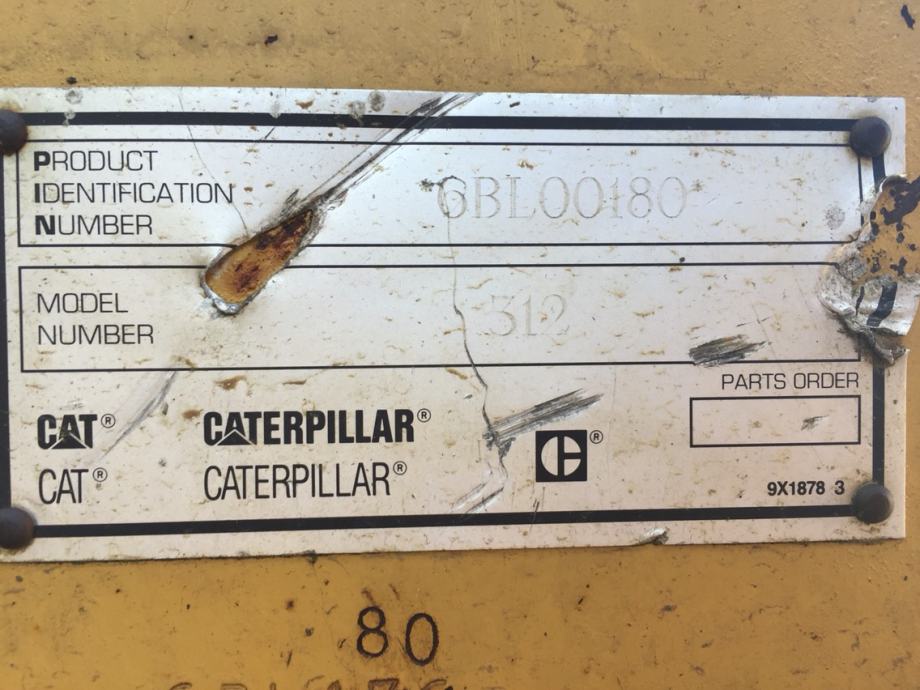 PRODUCT
IDENTIFICATION
NUMBER
6BL00180
MODEL
NUMBER
312
PARTS ORDER
CAT® CATERPILLAR®
CAT® CATERPILLAR® ®
9X1878 3
80